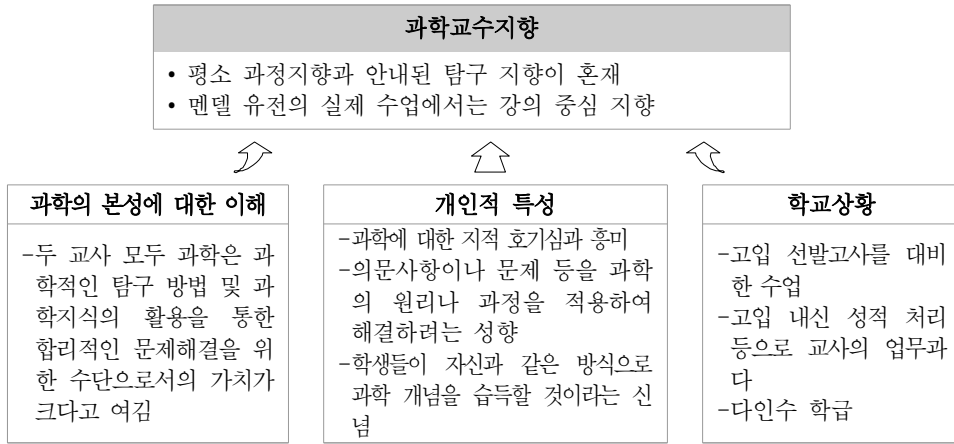 과학교수지향
• 평소 과정지향과 안내된 탐구 지향이 혼재
• 멘델 유전의 실제 수업에서는 강의 중심 지향
과학의 본성에 대한 이해
-두 교사 모두 과학은 과
학적인 탐구 방법 및 과
학지식의 활용을 통한
합리적인 문제해결을 위
한 수단으로서의 가치가
크다고 여김
개인적 특성
-과학에 대한 지적 호기심과 흥미
-의문사항이나 문제 등을 과학
의 원리나 과정을 적용하여
해결하려는 성향
-학생들이 자신과 같은 방식으로
과학 개념을 습득할 것이라는 신
념
학교상황
-고입 선발고사를 대비
한 수업
-고입 내신 성적 처리
등으로 교사의 업무과
다
-다인수 학급